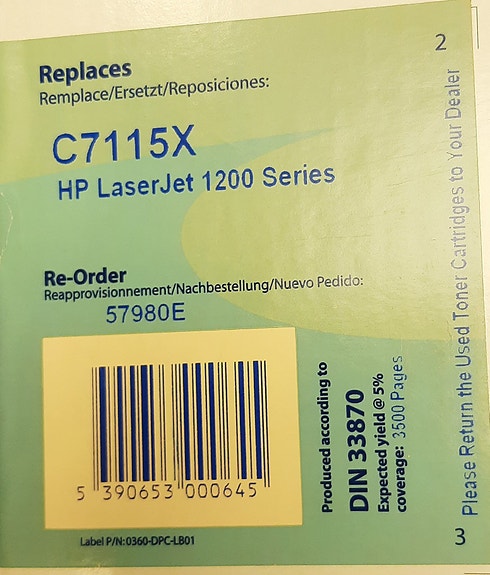 2
Replaces
Remplace/Ersetzt/Reposiciones:
C7115X
HP LaserJet 1200 Series
Re-Order
Reapprovisionnement/Nachbestellung/Nuevo Pedido:
57980E
5 390653 000645
Label P/N:0360-DPC-LB01
Produced according to
DIN 33870
Expected yield @ 5%
coverage: 3500 Pages
Please Return the Used Toner Cartridges to Your Dealer
3